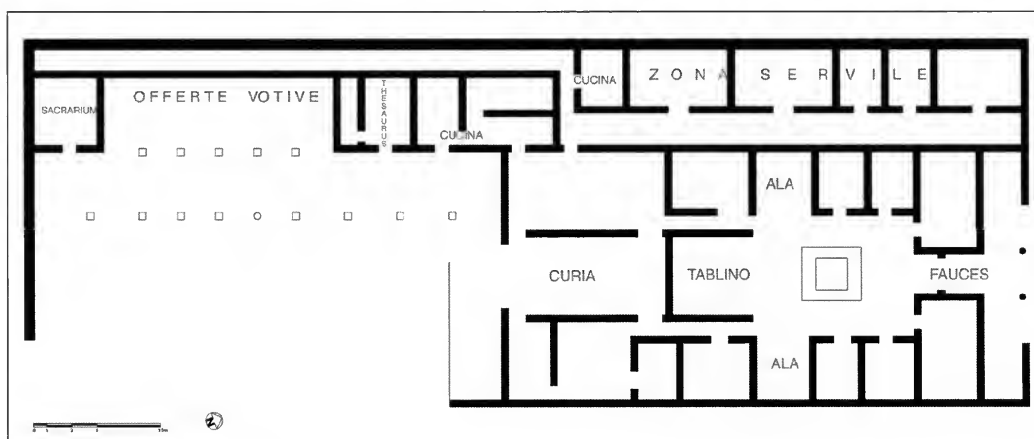 CUCINA
ZONA SERVILE
SACRARIUM
OFFERTE VOTIVE
THESAURUS
CUCINA
ALA
CURIA
TABLINO
FAUCES
ALA